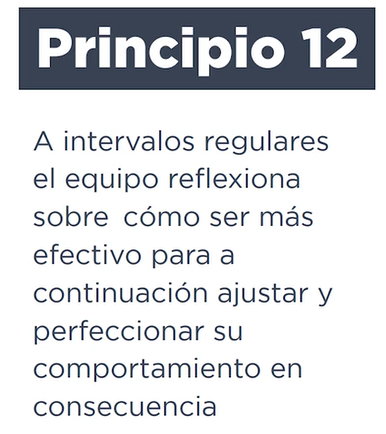 Principio 12
A intervalos regulares
el equipo reflexiona
sobre cómo ser más
efectivo para a
continuación ajustar y
perfeccionar su
comportamiento en
consecuencia